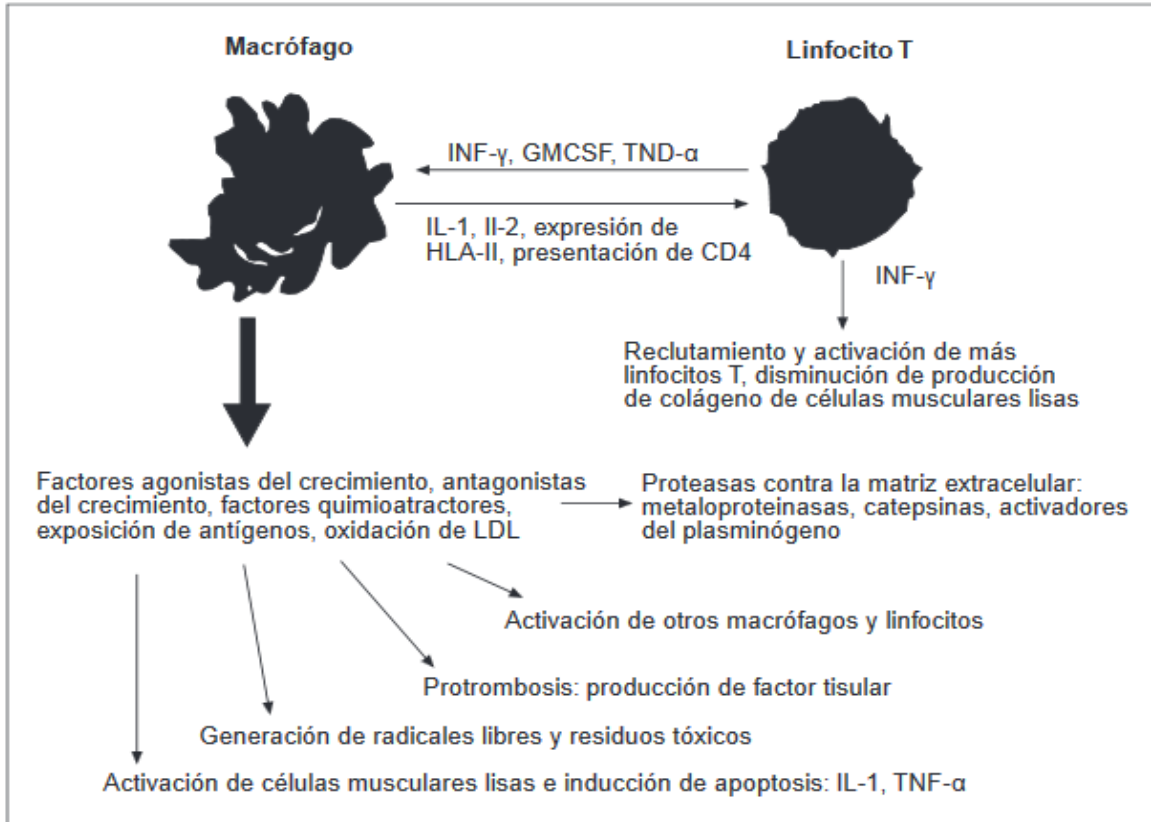 Macrófago
Linfocito T
INF-γ, GMCSF, TND-α
IL-1, Il-2, expresión de
HLA-II, presentación de CD4
INF-γ
Reclutamiento y activación de más
linfocitos T, disminución de producción
de colágeno de células musculares lisas
Factores agonistas del crecimiento, antagonistas
del crecimiento, factores quimioatractores,
exposición de antígenos, oxidación de LDL
Proteasas contra la matriz extracelular:
metaloproteinasas, catepsinas, activadores
del plasminógeno
Activación de otros macrófagos y linfocitos
Protrombosis: producción de factor tisular
Generación de radicales libres y residuos tóxicos
Activación de células musculares lisas e inducción de apoptosis: IL-1, TNF-α